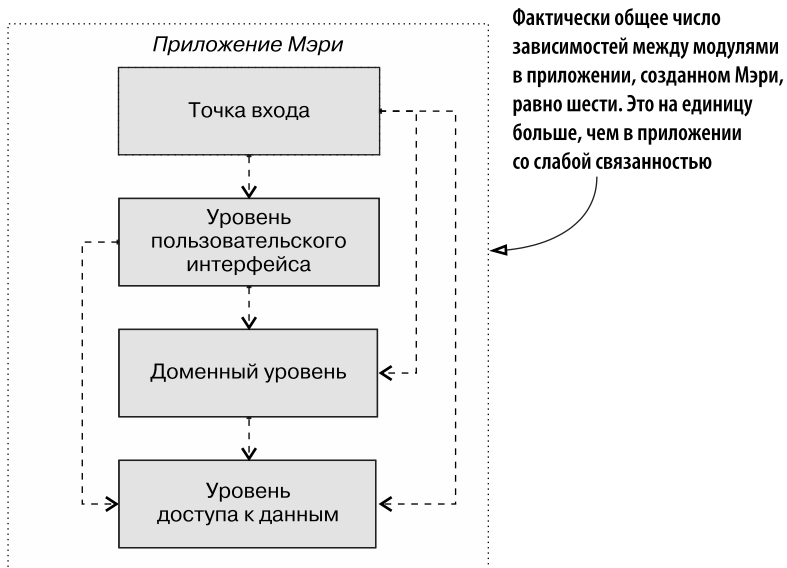 Приложение Мэри
Точка входа
Уровень
пользовательского
интерфейса
Доменный уровень
Уровень
доступа к данным
Фактически общее число
зависимостей между модулями
в приложении, созданном Мэри,
равно шести. Это на единицу
больше, чем в приложении
со слабой связанностью